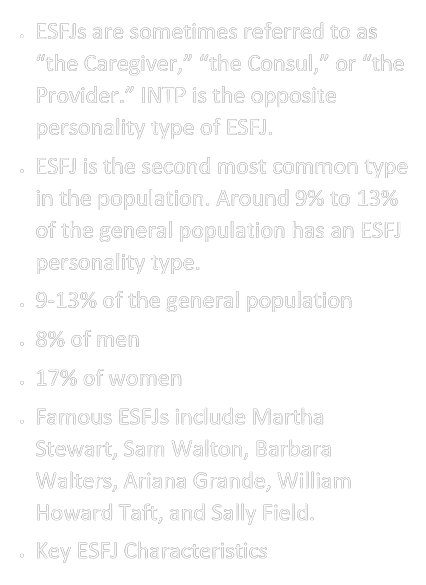 • ESFJs are sometimes referred to as
“the Caregiver,” “the Consul,” or “the
Provider.” INTP is the opposite
personality type of ESFJ.
• ESFJ is the second most common type
in the population. Around 9% to 13%
of the general population has an ESFJ
personality type.
• 9-13% of the general population
• 8% of men
• 17% of women
• Famous ESFJs include Martha
Stewart, Sam Walton, Barbara
Walters, Ariana Grande, William
Howard Taft, and Sally Field.
• Key ESFJ Characteristics